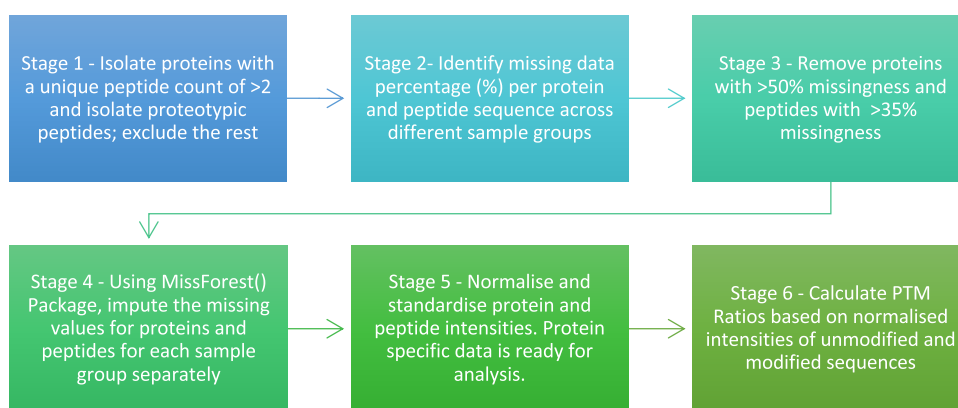 Stage 1 - Isolate proteins with
a unique peptide count of >2
and isolate proteotypic
peptides; exclude the rest
Stage 2- Identify missing data
percentage (%) per protein
and peptide sequence across
different sample groups
Stage 3 - Remove proteins
with >50% missingness and
peptides with  >35%
missingness
Stage 4 - Using MissForest()
Package, impute the missing
values for proteins and
peptides for each sample
group separately
Stage 5 - Normalise and
standardise protein and
peptide intensities. Protein
specific data is ready for
analysis.
Stage 6 - Calculate PTM
Ratios based on normalised
intensities of unmodified and
modified sequences